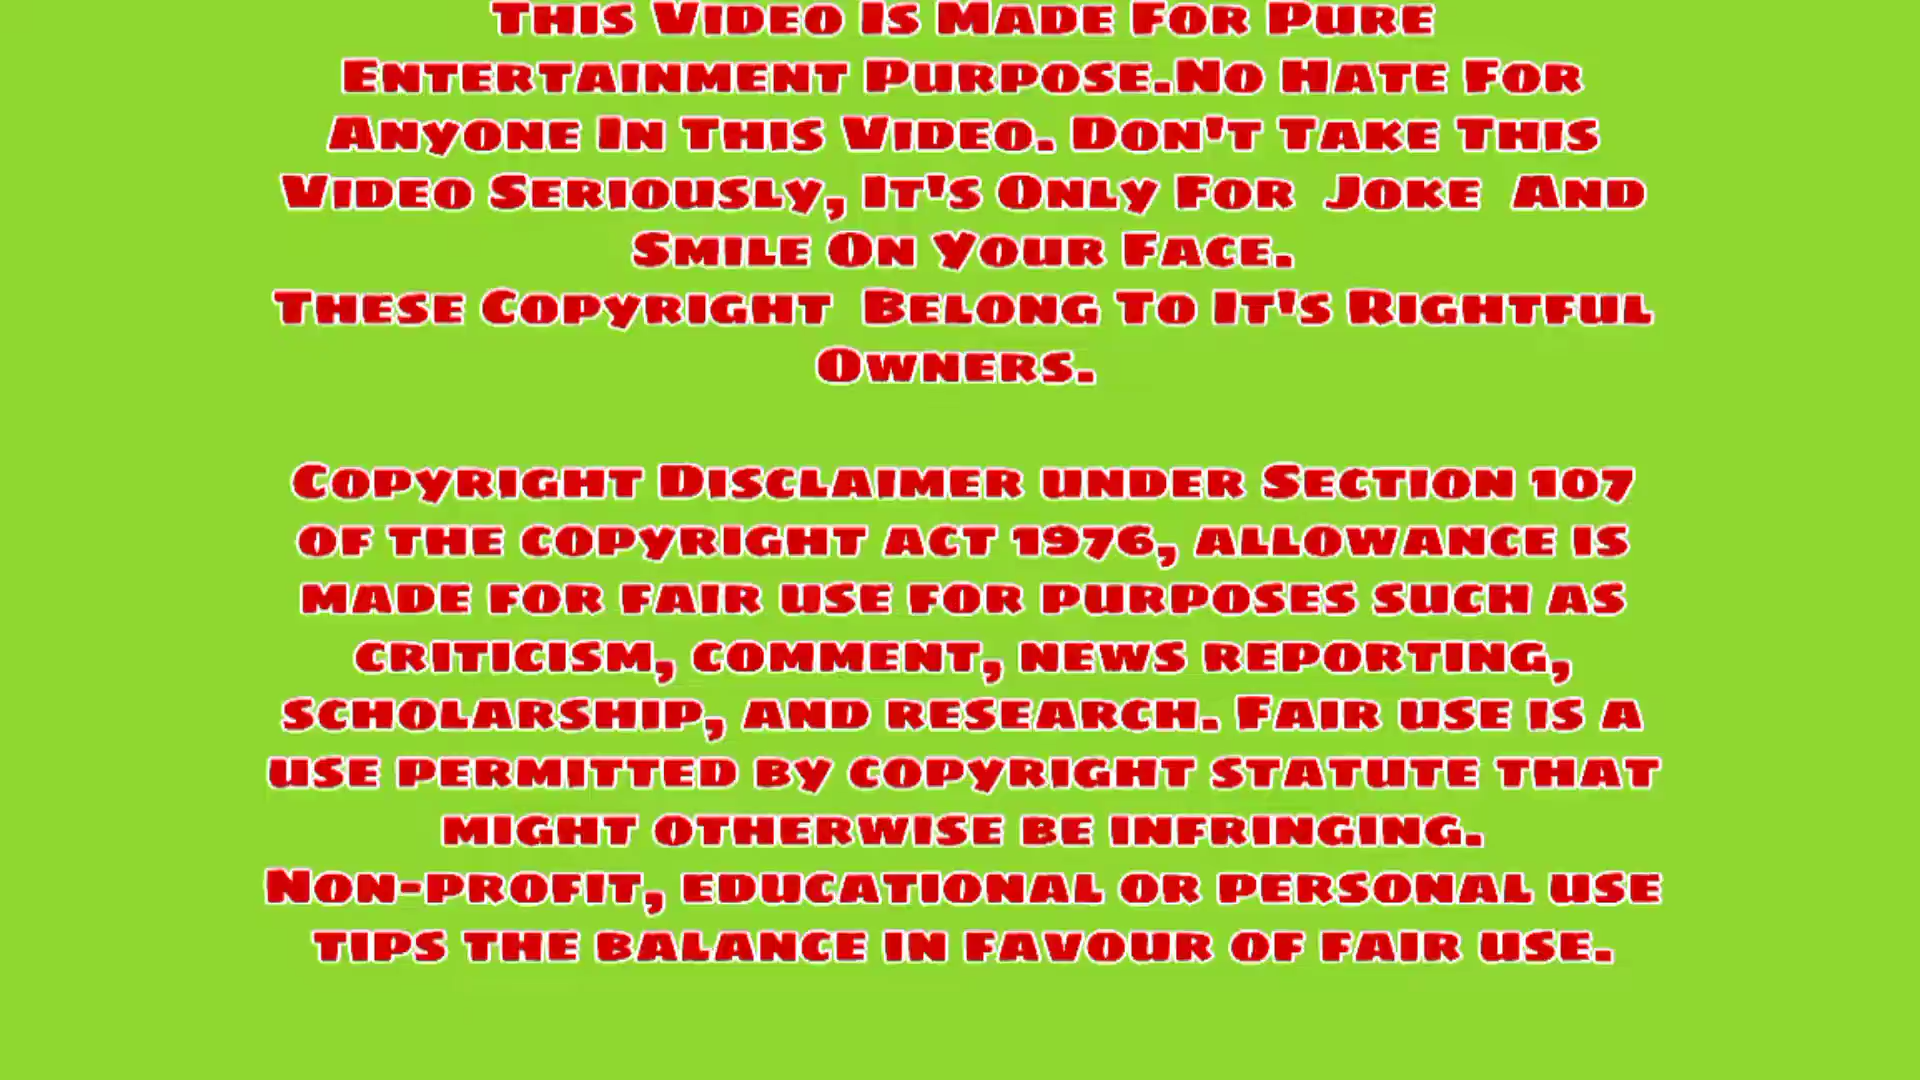 This Video Is Made For Pure
Entertainment Purpose.No Hate For
Anyone In This Video. Don't Take This
Video Seriously, It's Only For Joke And
Smile On Your Face.
These Copyright Belong To It's Rightful
Owners.
Copyright Disclaimer under Section 107
of the copyright act 1976, allowance is
made for fair use for purposes such as
criticism, comment, news reporting,
scholarship, and research. Fair use is a
use permitted by copyright statute that
might otherwise be infringing.
Non-profit, educational or personal use
tips the balance in favour of fair use.